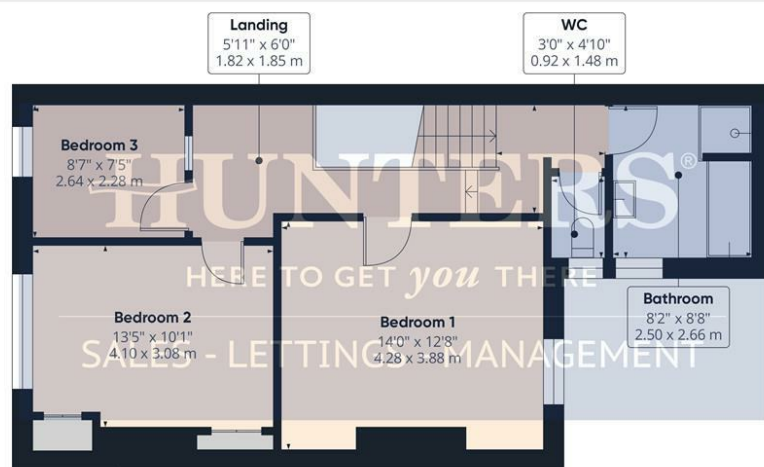 Landing
5'11" x 6'0"
1.82 x 1.85 m
WC
3'0" x 4'10"
0.92 x 1.48 m
Bedroom 3
8'7" x 7'5"
2.64 x 2.28 m
HUNTERS®
HERE TO GET you THERE
Bedroom 2
13'5" x 10'1"
4.10 x 3.08 m
Bedroom 1
14'0" x 12'8"
4.28 x 3.88 m
Bathroom
8'2" x 8'8"
2.50 x 2.66 m
SALES - LETTINGS - MANAGEMENT